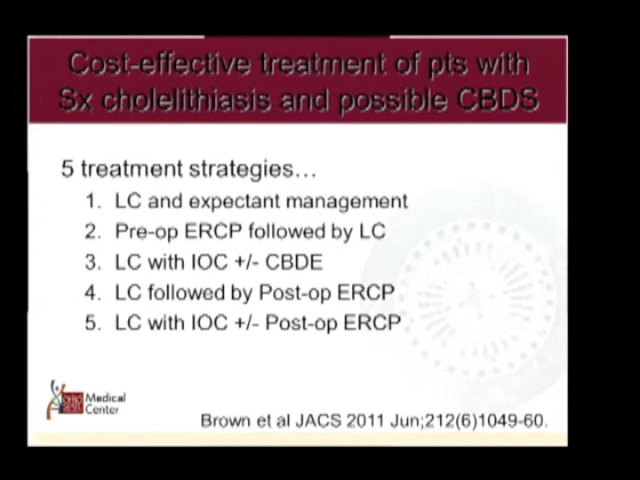 Cost-effective treatment of pts with
Sx cholelithiasis and possible CBDS
5 treatment strategies…
1. LC and expectant management
2. Pre-op ERCP followed by LC
3. LC with IOC +/- CBDE
4. LC followed by Post-op ERCP
5. LC with IOC +/- Post-op ERCP
OHIO STATE
Medical
Center
Brown et al JACS 2011 Jun;212(6)1049-60.